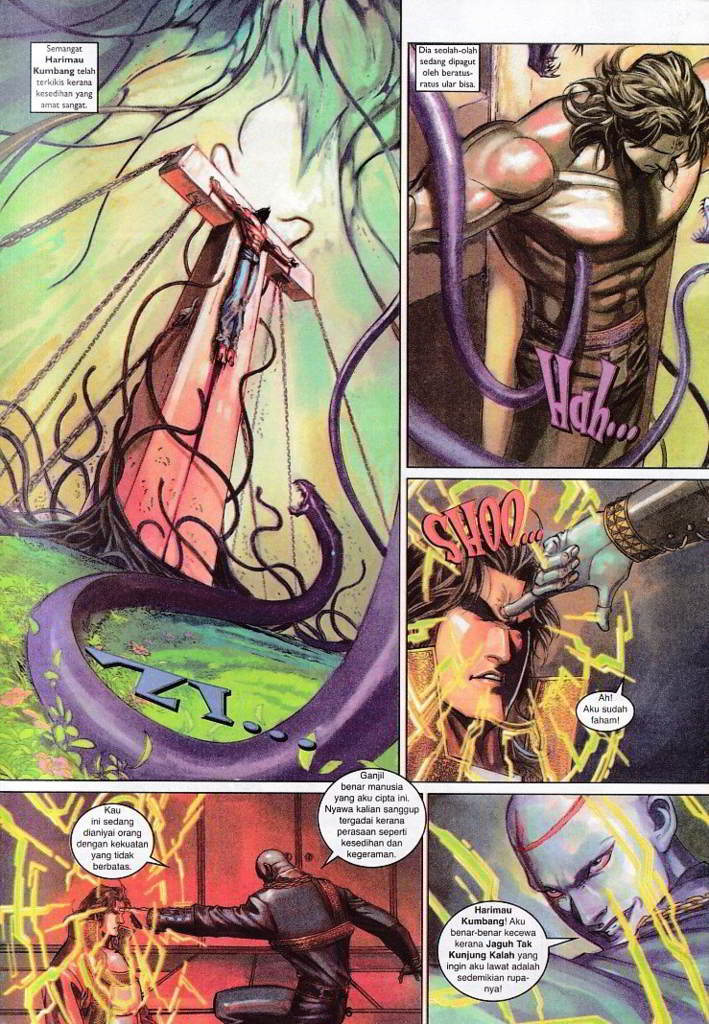 Semangat
Harimau
Kumbang telah
terkikis kerana
kesedihan yang
amat sangat.
ZIZ...
Dia seolah-olah
sedang dipagut
oleh beratus-
ratus ular bisa.
Hah...
SHOO...
Ah!
Aku sudah
faham!
Kau
ini sedang
dianiyai orang
dengan kekuatan
yang tidak
berbatas.
Ganjil
benar manusia
yang aku cipta ini.
Nyawa kalian sanggup
tergadai kerana
perasaan seperti
kesedihan dan
kegeraman.
Harimau
Kumbang! Aku
benar-benar kecewa
kerana Jaguh Tak
Kunjung Kalah yang
ingin aku lawat adalah
sedemikian rupa-
nya!